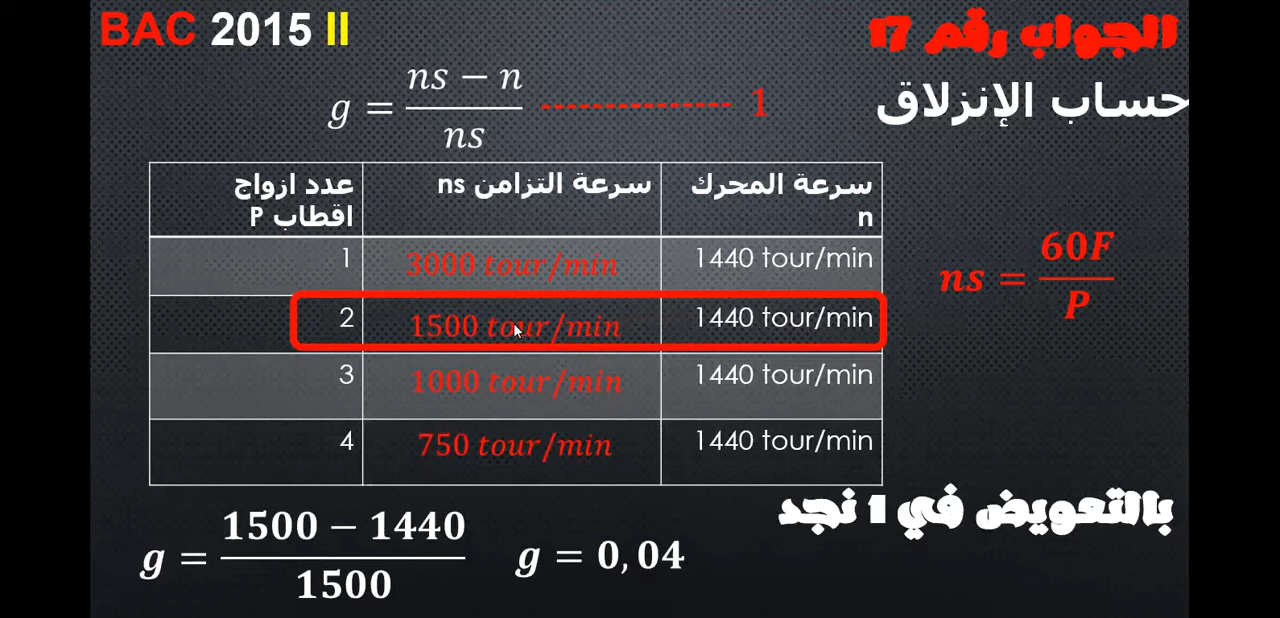 BAC 2015 II
الجواب رقم 17
حساب الإنزلاق
g = (ns − n) / ns ---------------- 1
سرعة المحرك n | سرعة التزامن ns | عدد ازواج اقطاب P
1440 tour/min | 3000 tour/min | 1
1440 tour/min | 1500 tour/min | 2
1440 tour/min | 1000 tour/min | 3
1440 tour/min | 750 tour/min | 4
ns = 60F / P
بالتعويض في 1 نجد
g = (1500 − 1440) / 1500 g = 0,04